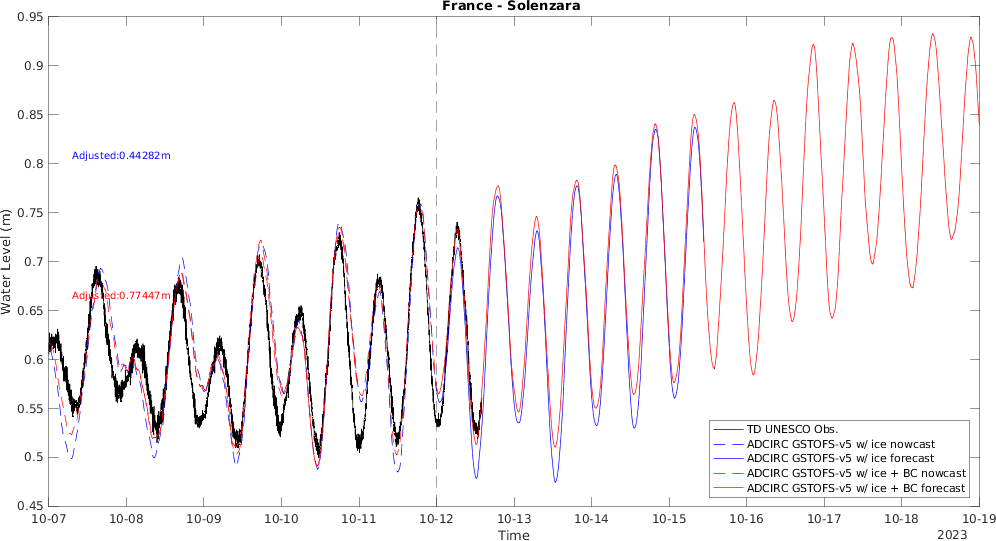 France - Solenzara
0.95
0.9
0.85
0.8
0.75
0.7
0.65
0.6
0.55
0.5
0.45
Water Level (m)
Adjusted:0.44282m
Adjusted:0.77447m
TD UNESCO Obs.
ADCIRC GSTOFS-v5 w/ ice nowcast
ADCIRC GSTOFS-v5 w/ ice forecast
ADCIRC GSTOFS-v5 w/ ice + BC nowcast
ADCIRC GSTOFS-v5 w/ ice + BC forecast
10-07 10-08 10-09 10-10 10-11 10-12 10-13 10-14 10-15 10-16 10-17 10-18 10-19
Time
2023